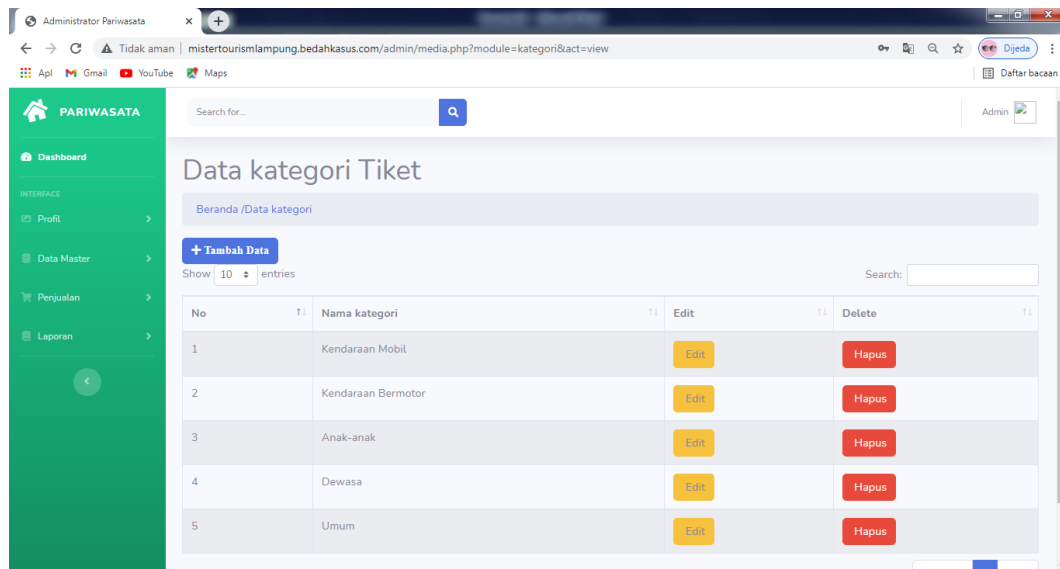 Administrator Pariwasata
Tidak aman | mistertourismlampung.bedahkasus.com/admin/media.php?module=kategori&act=view
Dijeda
Apl Gmail YouTube Maps
Daftar bacaan
PARIWASATA
Search for...
Admin
Dashboard
INTERFACE
Profil
Data Master
Penjualan
Laporan
Data kategori Tiket
Beranda /Data kategori
+ Tambah Data
Show 10 entries
Search:
No Nama kategori Edit Delete
1 Kendaraan Mobil Edit Hapus
2 Kendaraan Bermotor Edit Hapus
3 Anak-anak Edit Hapus
4 Dewasa Edit Hapus
5 Umum Edit Hapus